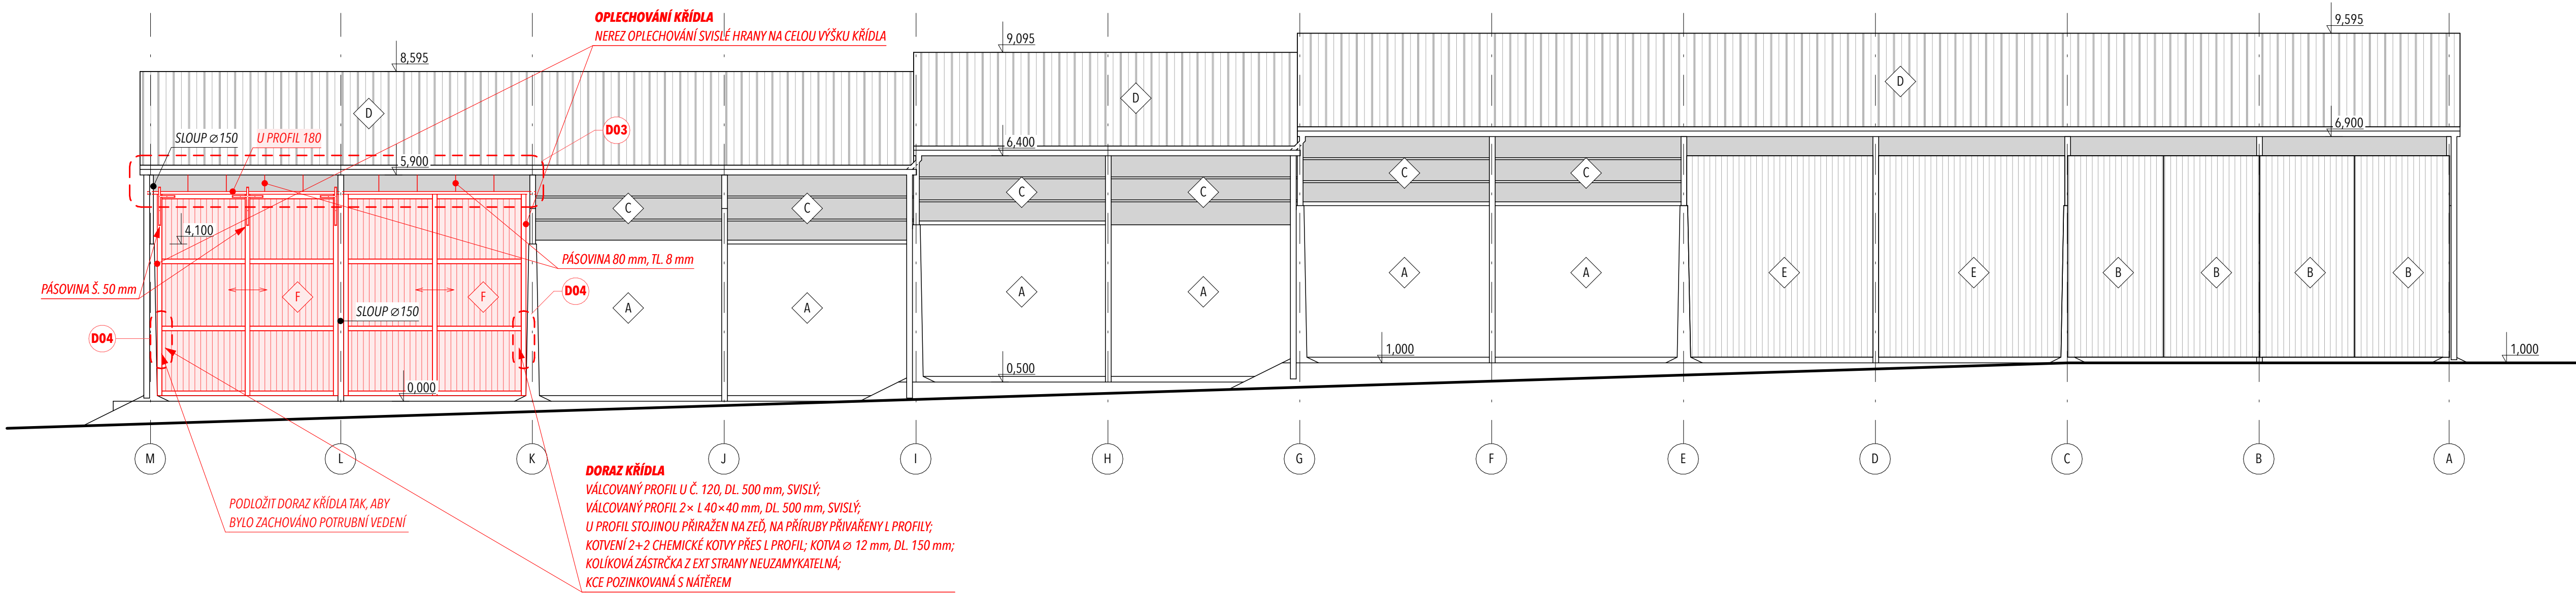 OPLECHOVÁNÍ KŘÍDLA
NEREZ OPLECHOVÁNÍ SVISLÉ HRANY NA CELOU VÝŠKU KŘÍDLA
8,595
9,095
9,595
D
D
D
SLOUP ⌀150
U PROFIL 180
D03
5,900
6,400
6,900
4,100
C
C
C
C
C
C
PÁSOVINA 80 mm, TL. 8 mm
PÁSOVINA Š. 50 mm
F
F
D04
SLOUP ⌀150
D04
A
A
A
A
A
A
E
E
B
B
B
B
0,000
0,500
1,000
1,000
M
L
K
J
I
H
G
F
E
D
C
B
A
PODLOŽIT DORAZ KŘÍDLA TAK, ABY
BYLO ZACHOVÁNO POTRUBNÍ VEDENÍ
DORAZ KŘÍDLA
VÁLCOVANÝ PROFIL U Č. 120, DL. 500 mm, SVISLÝ;
VÁLCOVANÝ PROFIL 2× L 40×40 mm, DL. 500 mm, SVISLÝ;
U PROFIL STOJINOU PŘIRAŽEN NA ZEĎ, NA PŘÍRUBY PŘIVAŘENY L PROFILY;
KOTVENÍ 2+2 CHEMICKÉ KOTVY PŘES L PROFIL; KOTVA ⌀ 12 mm, DL. 150 mm;
KOLÍKOVÁ ZÁSTRČKA Z EXT STRANY NEUZAMYKATELNÁ;
KCE POZINKOVANÁ S NÁTĚREM